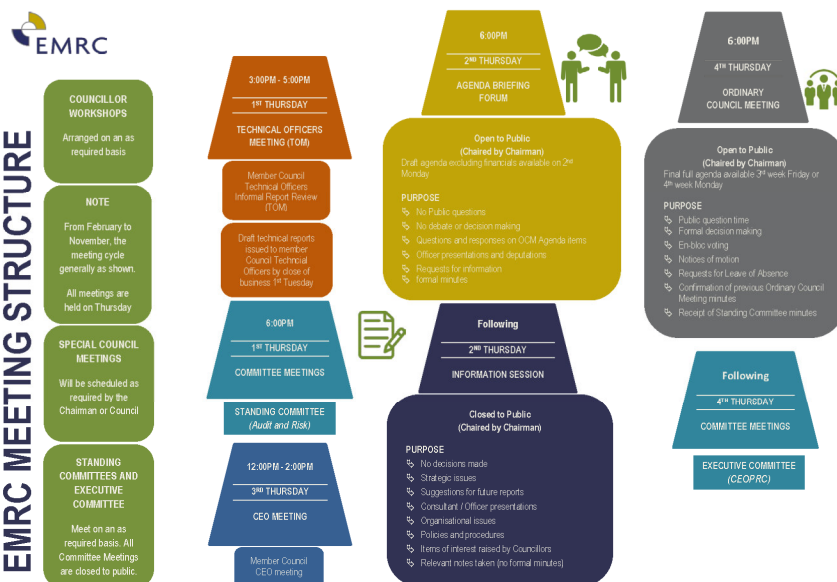 EMRC
EMRC MEETING STRUCTURE
COUNCILLOR
WORKSHOPS
Arranged on an as
required basis
NOTE
From February to
November, the
meeting cycle
generally as shown.
All meetings are
held on Thursday
SPECIAL COUNCIL
MEETINGS
Will be scheduled as
required by the
Chairman or Council
STANDING
COMMITTEES AND
EXECUTIVE
COMMITTEE
Meet on an as
required basis. All
Committee Meetings
are closed to public.
3:00PM - 5:00PM
1ST THURSDAY
TECHNICAL OFFICERS
MEETING (TOM)
Member Council
Technical Officers
Informal Report Review
(TOM)
Draft technical reports
issued to member
Council Techncial
Officers by close of
business 1st Tuesday
6:00PM
1ST THURSDAY
COMMITTEE MEETINGS
STANDING COMMITTEE
(Audit and Risk)
12:00PM - 2:00PM
3RD THURSDAY
CEO MEETING
Member Council
CEO meeting
6:00PM
2ND THURSDAY
AGENDA BRIEFING
FORUM
Open to Public
(Chaired by Chairman)
Draft agenda excluding financials available on 2nd
Monday
PURPOSE
No Public questions
No debate or decision making
Questions and responses on OCM Agenda items
Officer presentations and deputations
Requests for information
formal minutes
Following
2ND THURSDAY
INFORMATION SESSION
Closed to Public
(Chaired by Chairman)
PURPOSE
No decisions made
Strategic issues
Suggestions for future reports
Consultant / Officer presentations
Organisational issues
Policies and procedures
Items of interest raised by Councillors
Relevant notes taken (no formal minutes)
6:00PM
4TH THURSDAY
ORDINARY
COUNCIL MEETING
Open to Public
(Chaired by Chairman)
Final full agenda available 3rd week Friday or
4th week Monday
PURPOSE
Public question time
Formal decision making
En-bloc voting
Notices of motion
Requests for Leave of Absence
Confirmation of previous Ordinary Council
Meeting minutes
Receipt of Standing Committee minutes
Following
4TH THURSDAY
COMMITTEE MEETINGS
EXECUTIVE COMMITTEE
(CEOPRC)